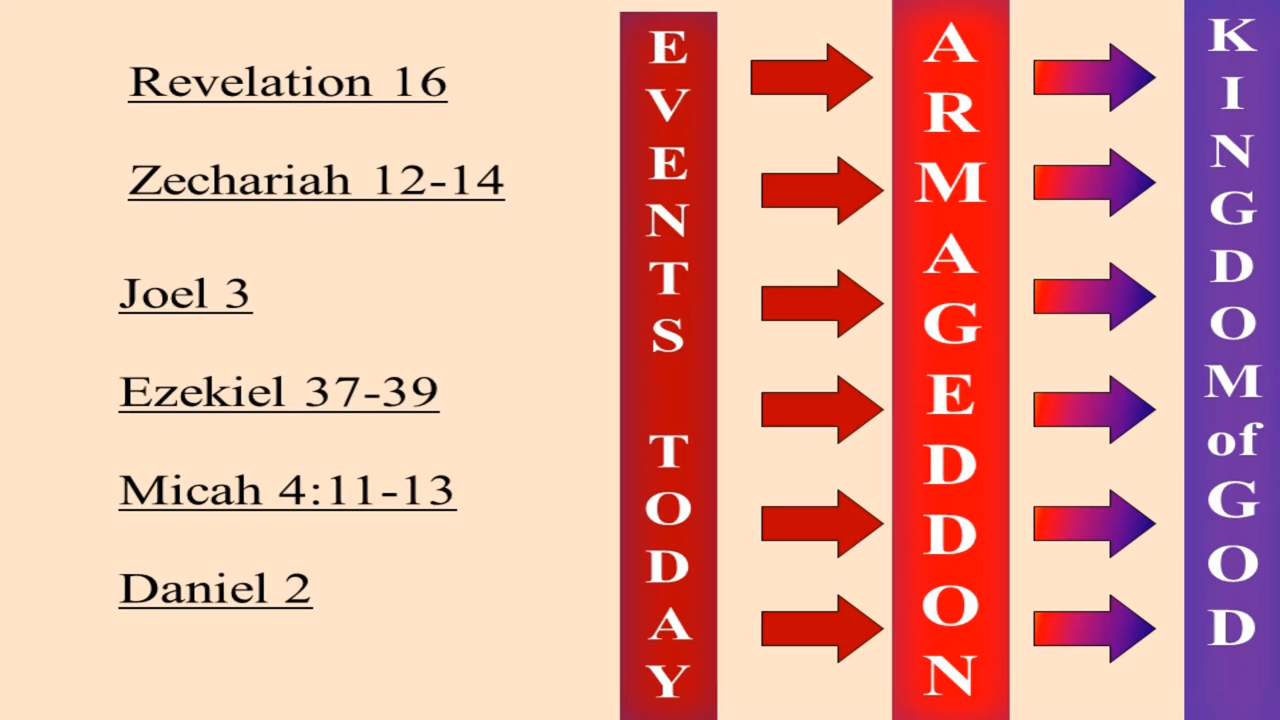 Revelation 16
Zechariah 12-14
Joel 3
Ezekiel 37-39
Micah 4:11-13
Daniel 2
EVENTS TODAY
ARMAGEDDON
KINGDOM of GOD